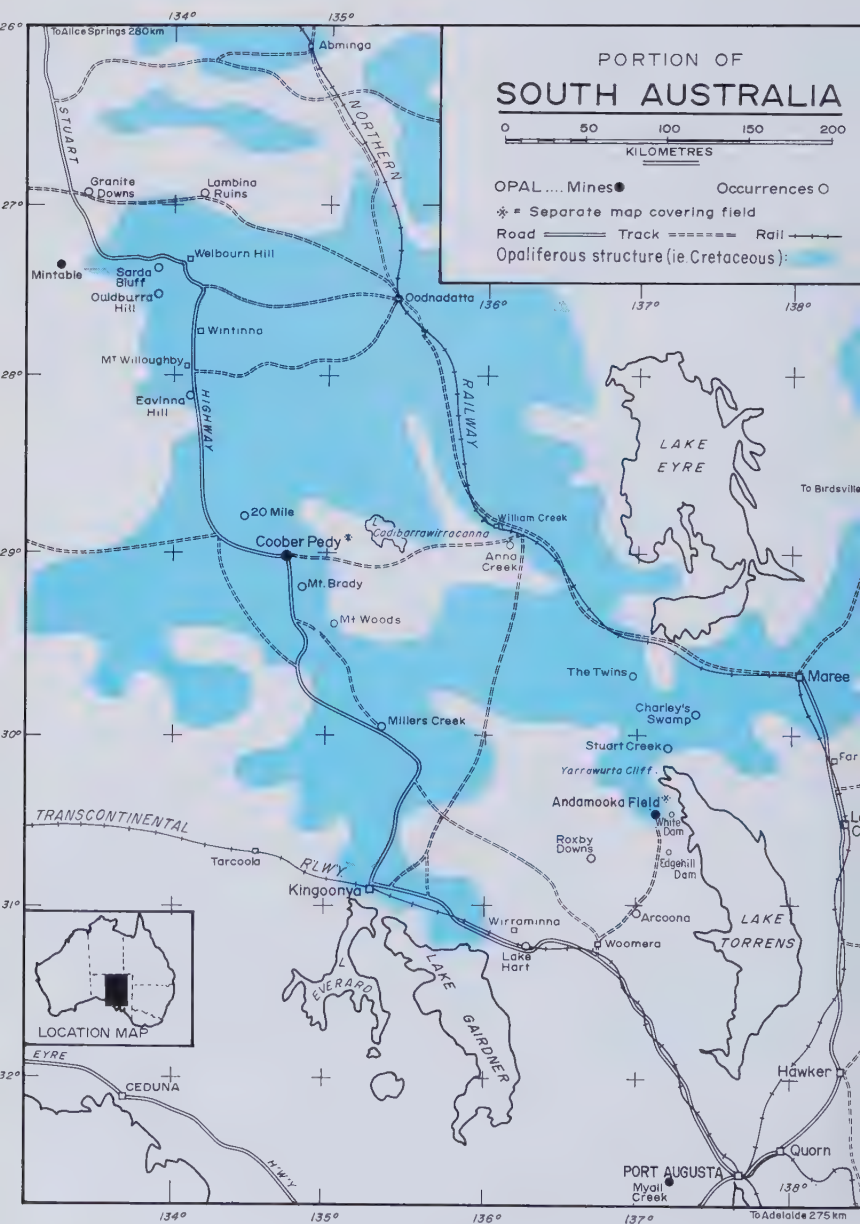 134°
135°
26°
To Alice Springs 280km
Abminga
PORTION OF
SOUTH AUSTRALIA
0 50 100 150 200
KILOMETRES
OPAL .... Mines● Occurrences○
※ = Separate map covering field
Road Track Rail
Opaliferous structure (ie. Cretaceous):
STUART
NORTHERN
Granite
Downs
Lambina
Ruins
27°
Welbourn Hill
Mintable
Sarda
Bluff
Ouldburra
Hill
Oodnadatta
136°
137°
138°
Wintinna
Mᵀ Willoughby
28°
Eavinna
Hill
HIGHWAY
RAILWAY
LAKE
EYRE
To Birdsville
20 Mile
L
Cadibarrawirracanna
William Creek
Coober Pedy ※
29°
Anna
Creek
Mt. Brady
Mt Woods
The Twins
Maree
Charley's
Swamp
Millers Creek
30°
Stuart Creek
Far
Yarrawurta Cliff
Andamooka Field※
White
Dam
TRANSCONTINENTAL
R'LWY.
Tarcoola
Roxby
Downs
Edgehill
Dam
Kingoonya
31°
Wirraminna
Arcoona
Lake
Hart
Woomera
LAKE
TORRENS
L
EVERARD
LAKE
GAIRDNER
LOCATION MAP
EYRE
32°
CEDUNA
Hawker
H'W'Y
Quorn
PORT AUGUSTA
Myall
Creek
138°
134°
135°
136°
137°
To Adelaide 275km